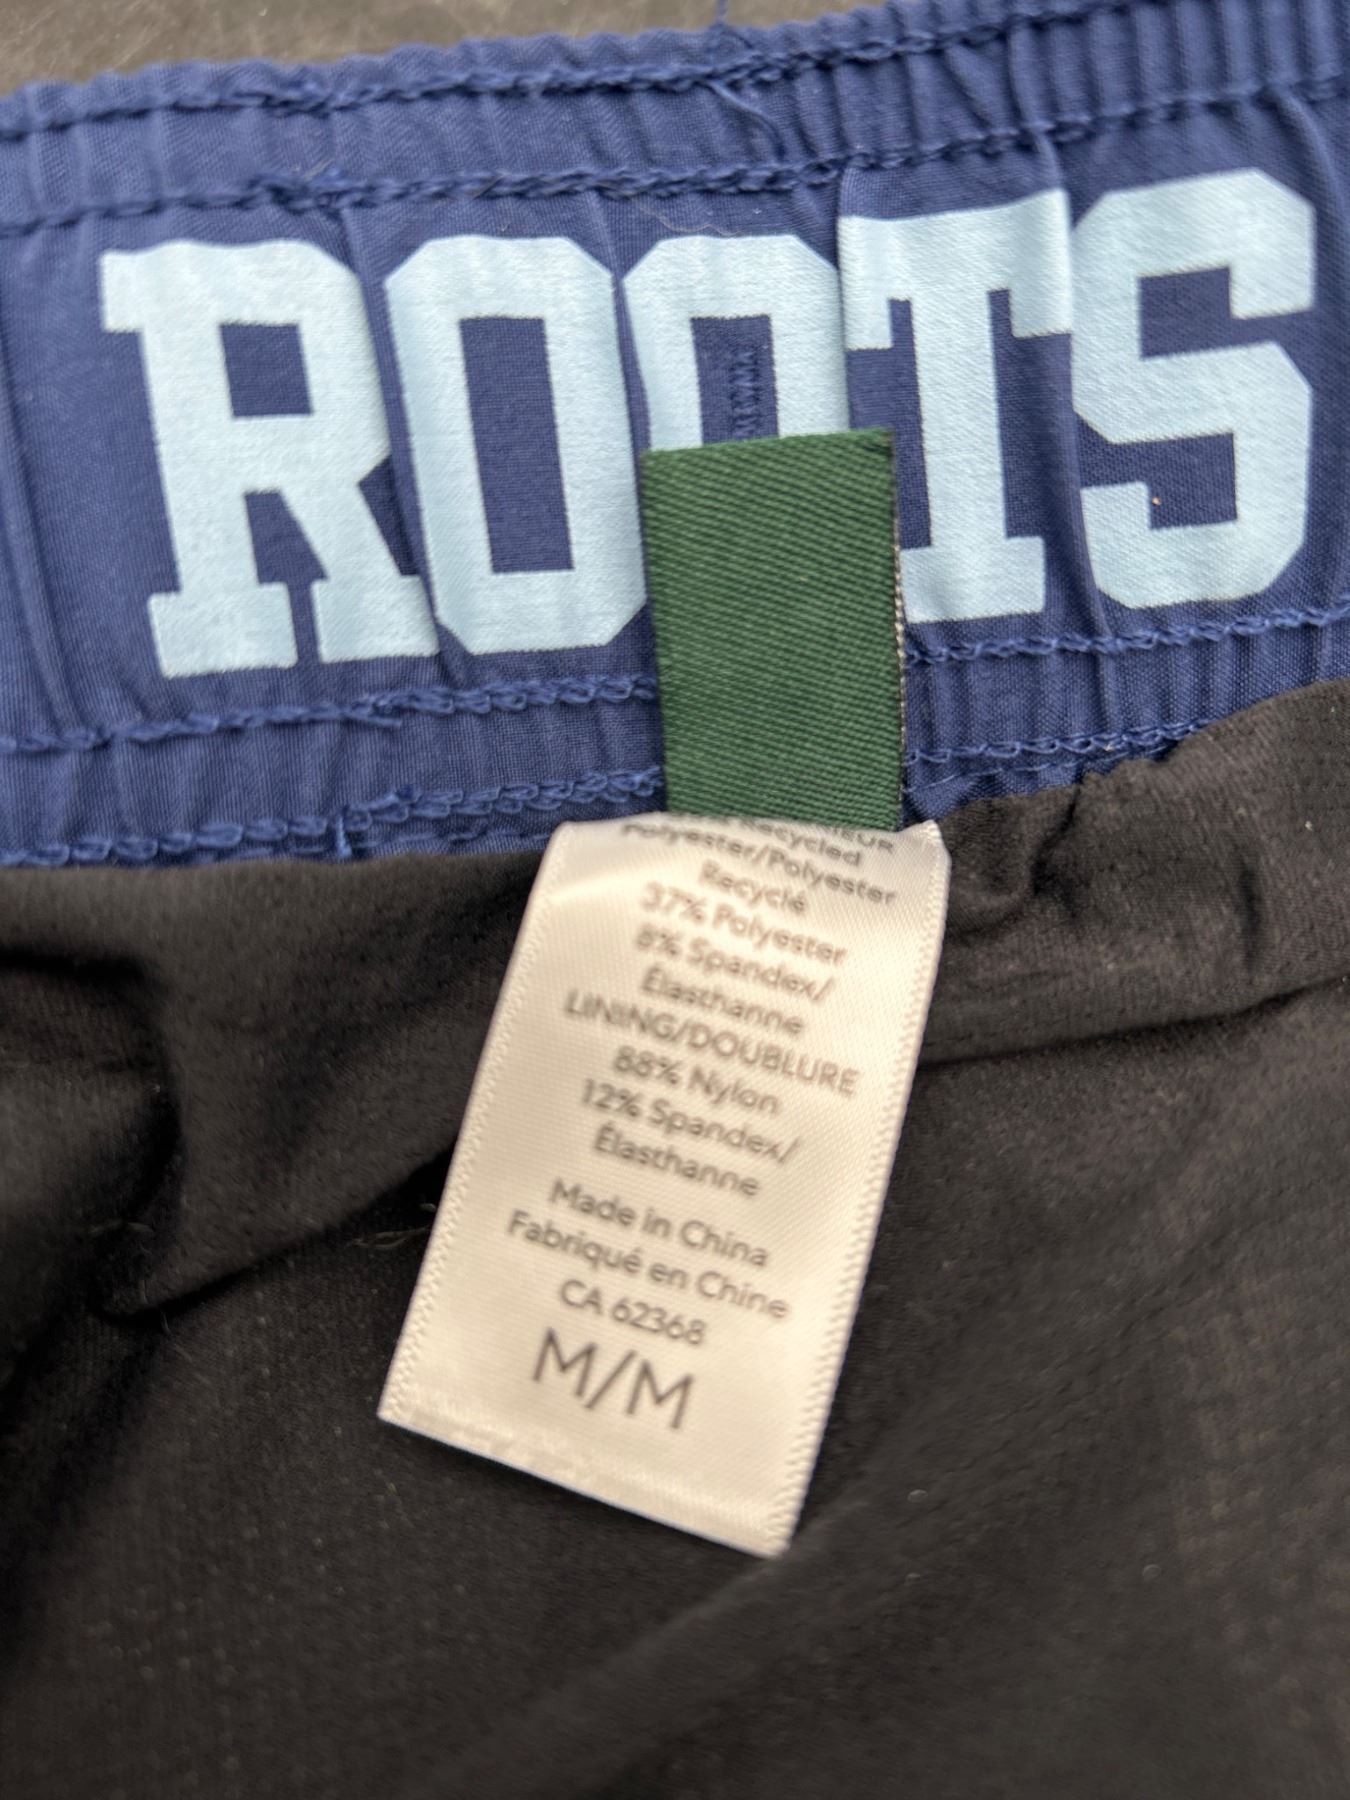 ROOTS
Recycled
Polyester/Polyester
Recyclé
37% Polyester
8% Spandex/
Élasthanne
LINING/DOUBLURE
88% Nylon
12% Spandex/
Élasthanne
Made in China
Fabriqué en Chine
CA 62368
M/M